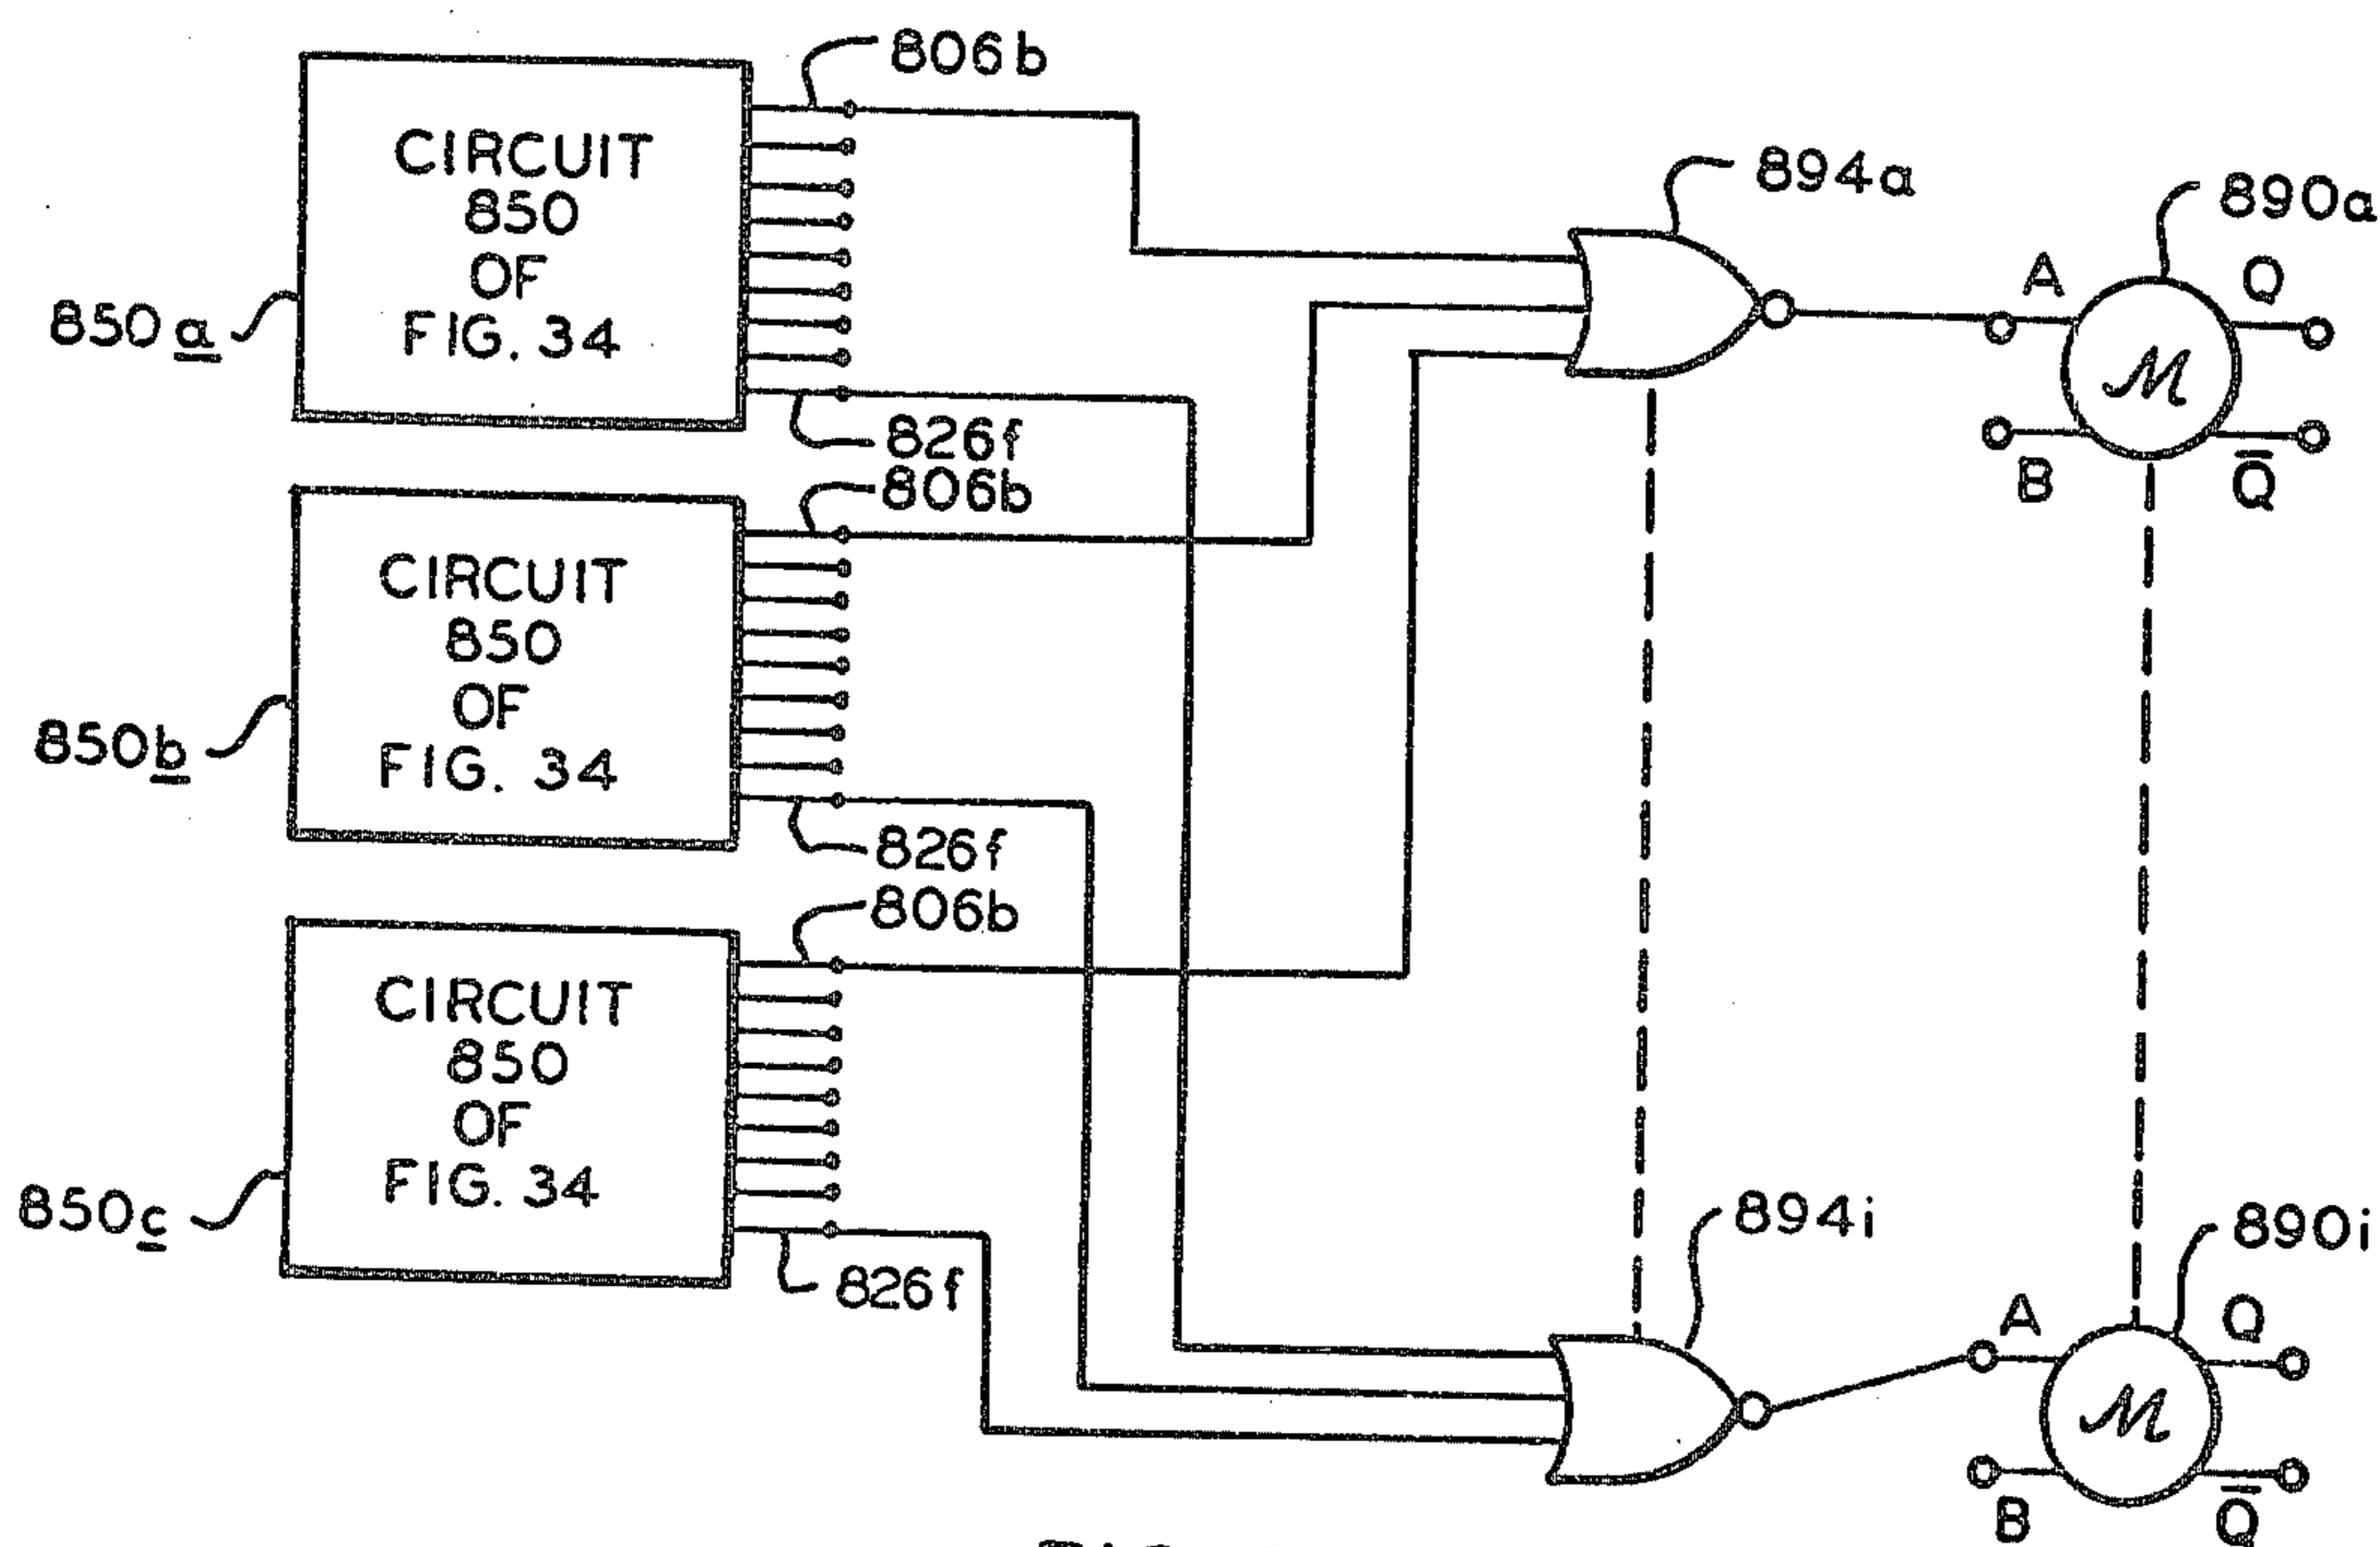 806b
CIRCUIT
850
OF
FIG. 34
850a
826f
894a
890a
A
Q
M
B
Q̅
806b
CIRCUIT
850
OF
FIG. 34
850b
826f
806b
CIRCUIT
850
OF
FIG. 34
850c
826f
894i
890i
A
Q
M
B
Q̅